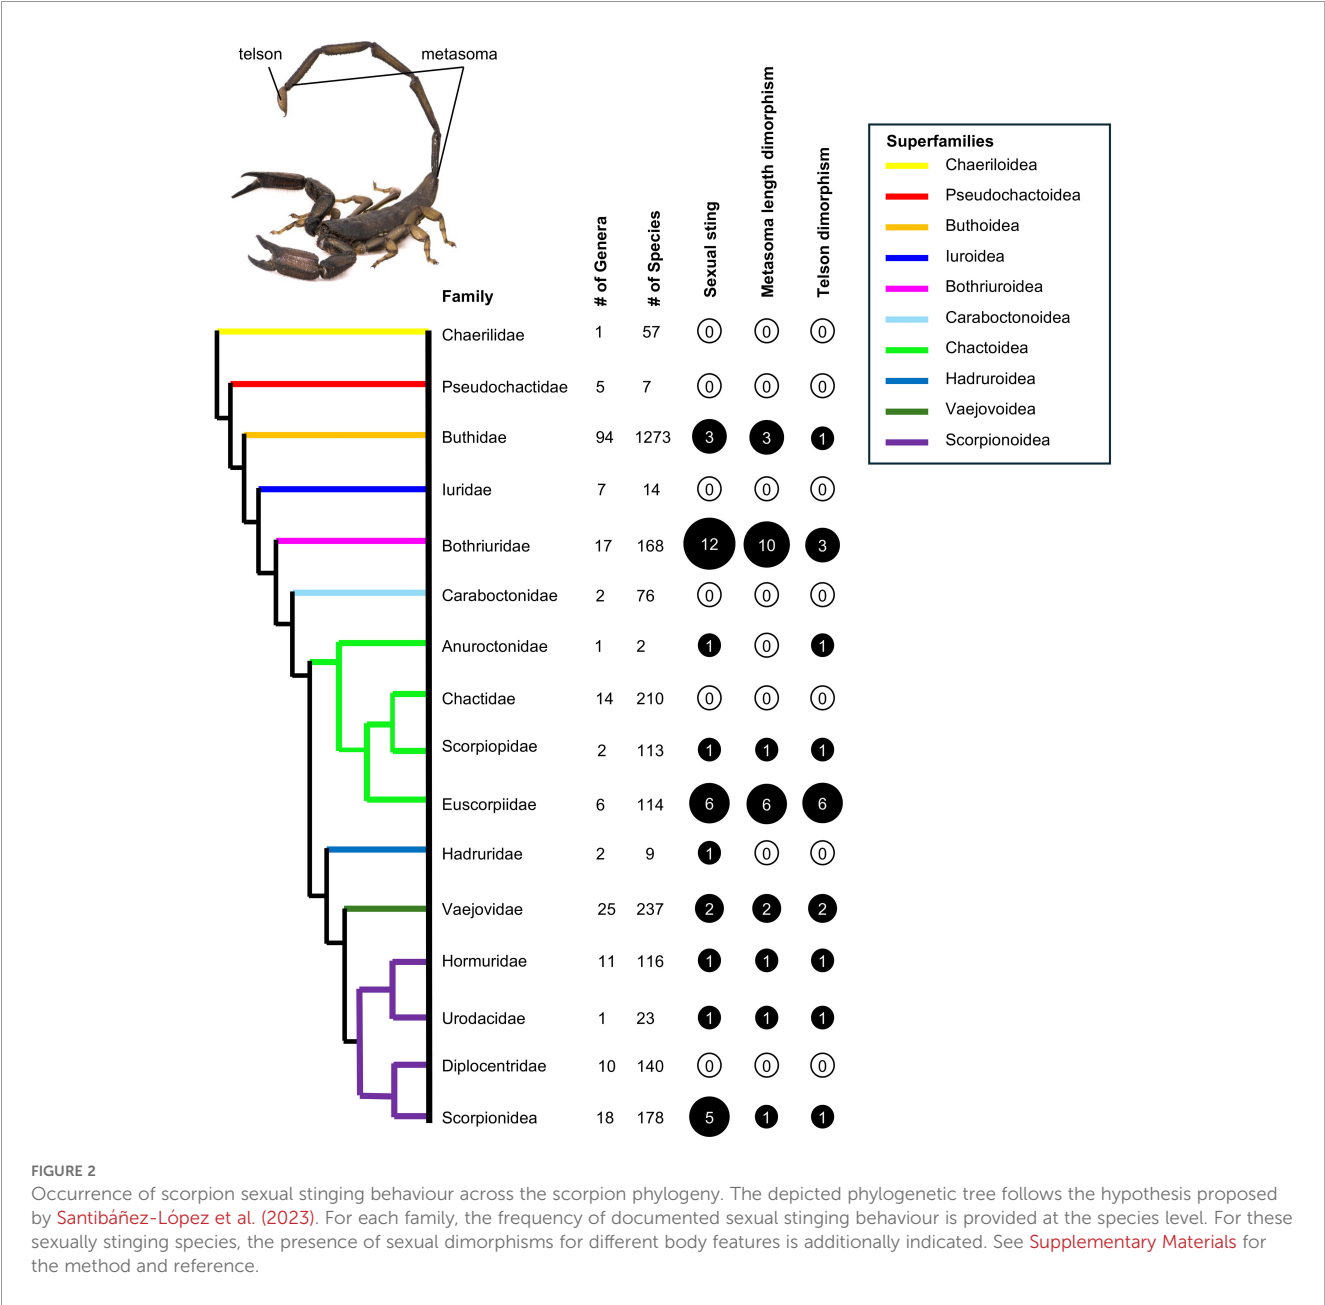 telson
metasoma
Family
# of Genera
# of Species
Sexual sting
Metasoma length dimorphism
Telson dimorphism
Superfamilies
Chaeriloidea
Pseudochactoidea
Buthoidea
Iuroidea
Bothriuroidea
Caraboctonoidea
Chactoidea
Hadruroidea
Vaejovoidea
Scorpionoidea
Chaerilidae 1 57 0 0 0
Pseudochactidae 5 7 0 0 0
Buthidae 94 1273 3 3 1
Iuridae 7 14 0 0 0
Bothriuridae 17 168 12 10 3
Caraboctonidae 2 76 0 0 0
Anuroctonidae 1 2 1 0 1
Chactidae 14 210 0 0 0
Scorpiopidae 2 113 1 1 1
Euscorpiidae 6 114 6 6 6
Hadruridae 2 9 1 0 0
Vaejovidae 25 237 2 2 2
Hormuridae 11 116 1 1 1
Urodacidae 1 23 1 1 1
Diplocentridae 10 140 0 0 0
Scorpionidea 18 178 5 1 1
FIGURE 2
Occurrence of scorpion sexual stinging behaviour across the scorpion phylogeny. The depicted phylogenetic tree follows the hypothesis proposed
by Santibáñez-López et al. (2023). For each family, the frequency of documented sexual stinging behaviour is provided at the species level. For these
sexually stinging species, the presence of sexual dimorphisms for different body features is additionally indicated. See Supplementary Materials for
the method and reference.